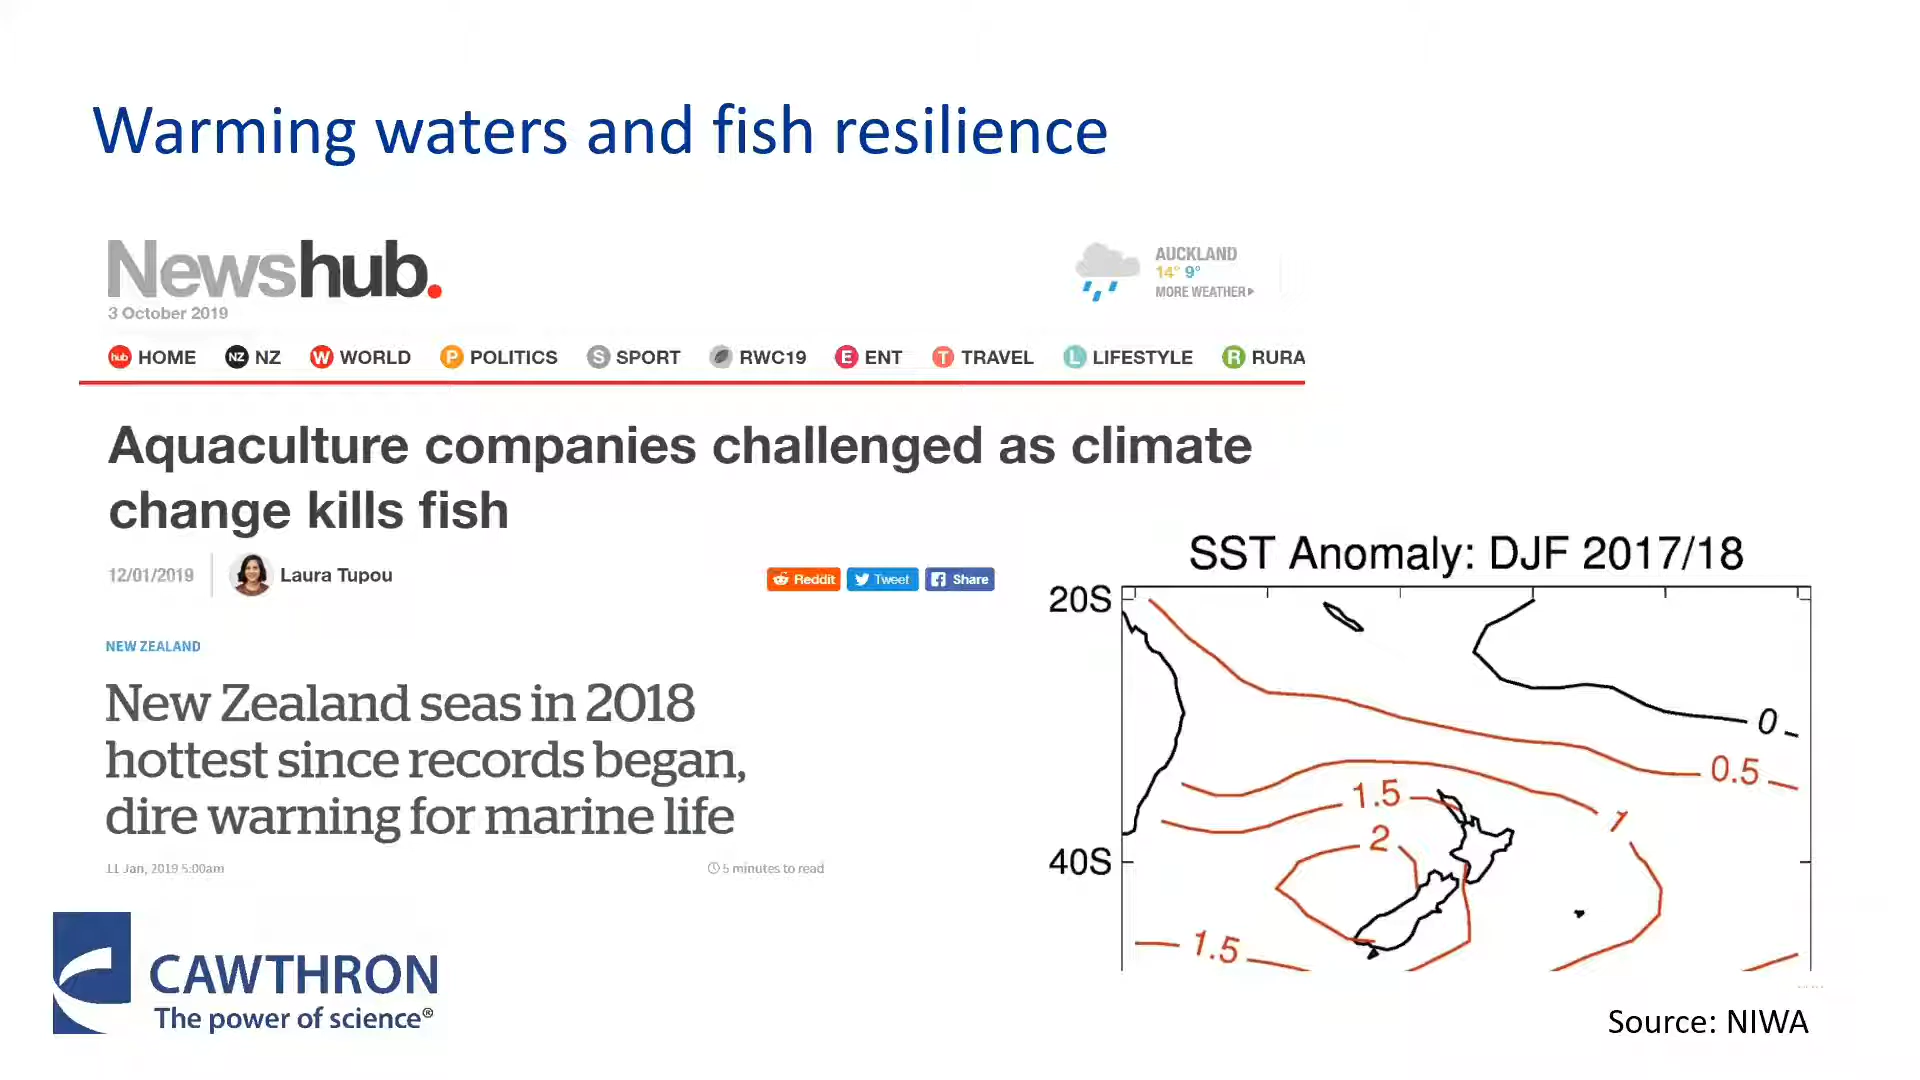 Warming waters and fish resilience
Newshub.
3 October 2019
AUCKLAND
14° 9°
MORE WEATHER
hub HOME NZ NZ W WORLD P POLITICS S SPORT RWC19 E ENT T TRAVEL L LIFESTYLE R RURA
Aquaculture companies challenged as climate
change kills fish
12/01/2019 Laura Tupou
Reddit Tweet Share
NEW ZEALAND
New Zealand seas in 2018
hottest since records began,
dire warning for marine life
11 Jan, 2019 5:00am 5 minutes to read
SST Anomaly: DJF 2017/18
20S
0
0.5
1.5
1
2
40S
1.5
CAWTHRON
The power of science®
Source: NIWA